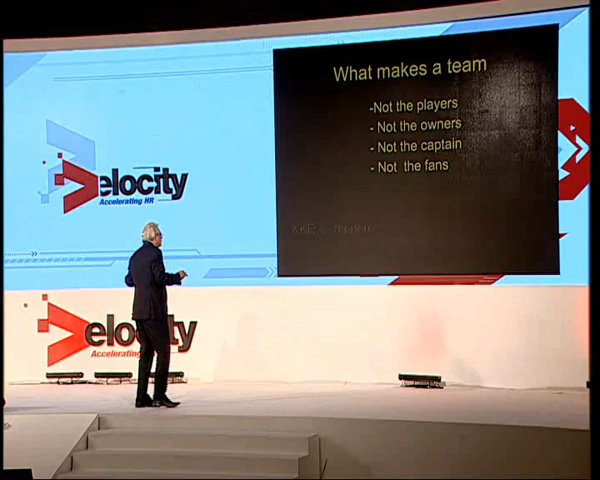 What makes a team
-Not the players
- Not the owners
- Not the captain
- Not the fans
Velocity
Accelerating HR
Velocity
Accelerating